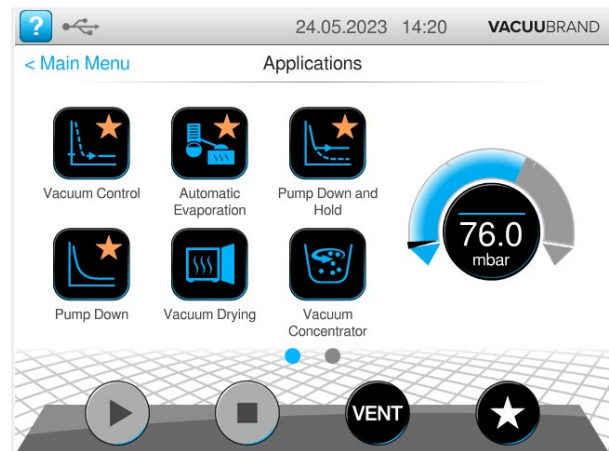 ?
24.05.2023 14:20
VACUUBRAND
< Main Menu
Applications
Vacuum Control
Automatic
Evaporation
Pump Down and
Hold
76.0
mbar
Pump Down
Vacuum Drying
Vacuum
Concentrator
VENT